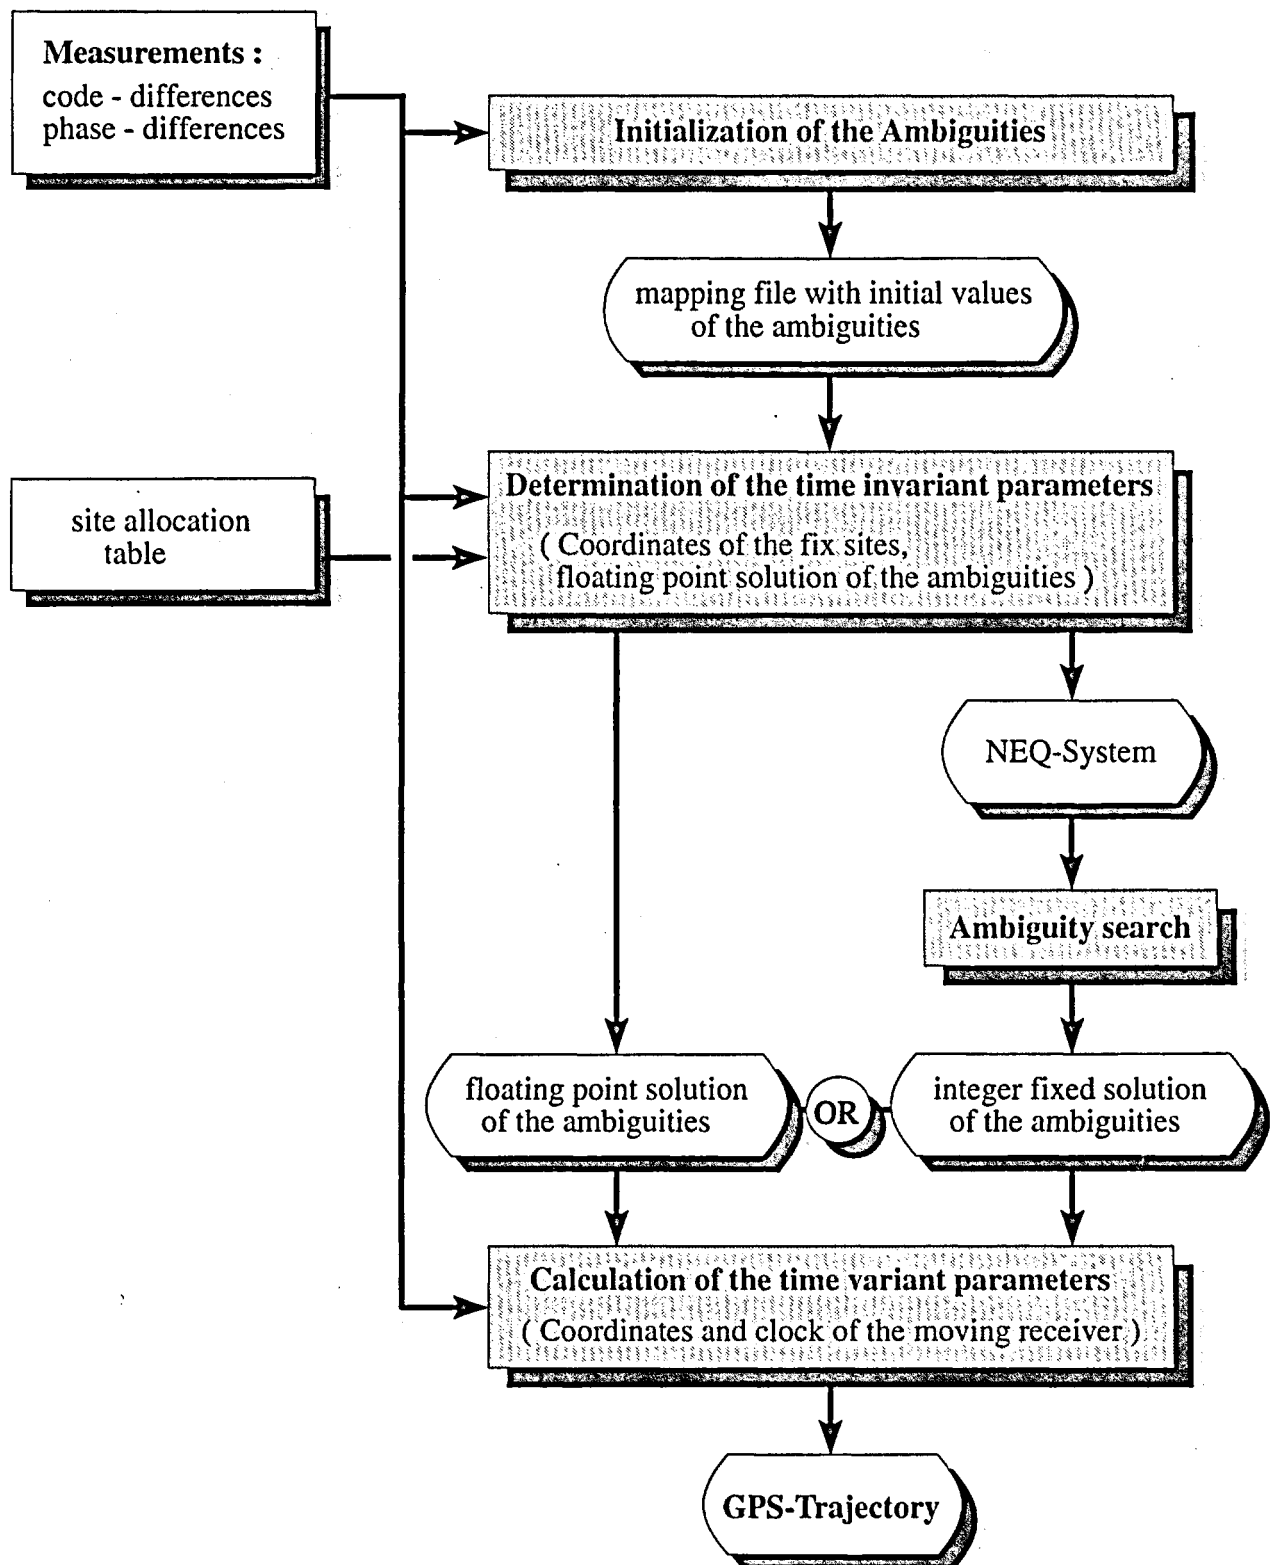 Measurements :
code - differences
phase - differences
Initialization of the Ambiguities
mapping file with initial values
of the ambiguities
site allocation
table
Determination of the time invariant parameters
( Coordinates of the fix sites,
floating point solution of the ambiguities )
NEQ-System
Ambiguity search
floating point solution
of the ambiguities
OR
integer fixed solution
of the ambiguities
Calculation of the time variant parameters
( Coordinates and clock of the moving receiver )
GPS-Trajectory